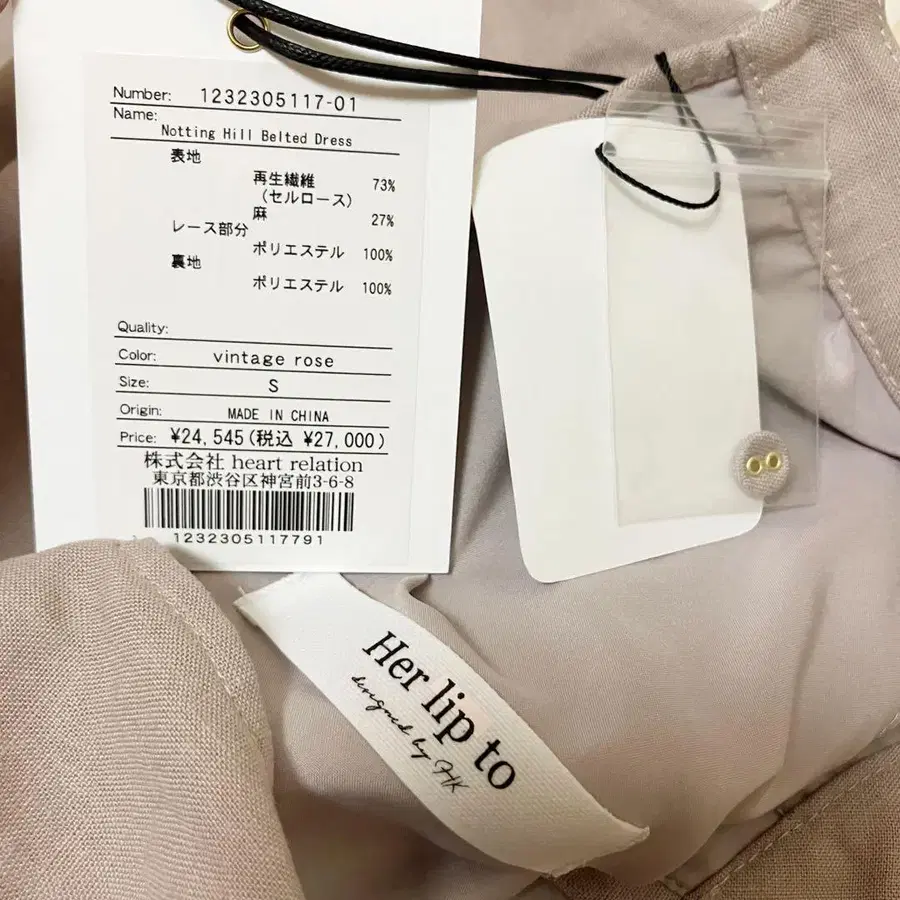 Number: 1232305117-01
Name:
Notting Hill Belted Dress
表地
再生繊維 73%
(セルロース)
麻 27%
レース部分
ポリエステル 100%
裏地
ポリエステル 100%
Quality:
Color: vintage rose
Size: S
Origin: MADE IN CHINA
Price: ¥24,545(税込 ¥27,000)
株式会社 heart relation
東京都渋谷区神宮前3-6-8
1232305117791
Her lip to
designed by HK